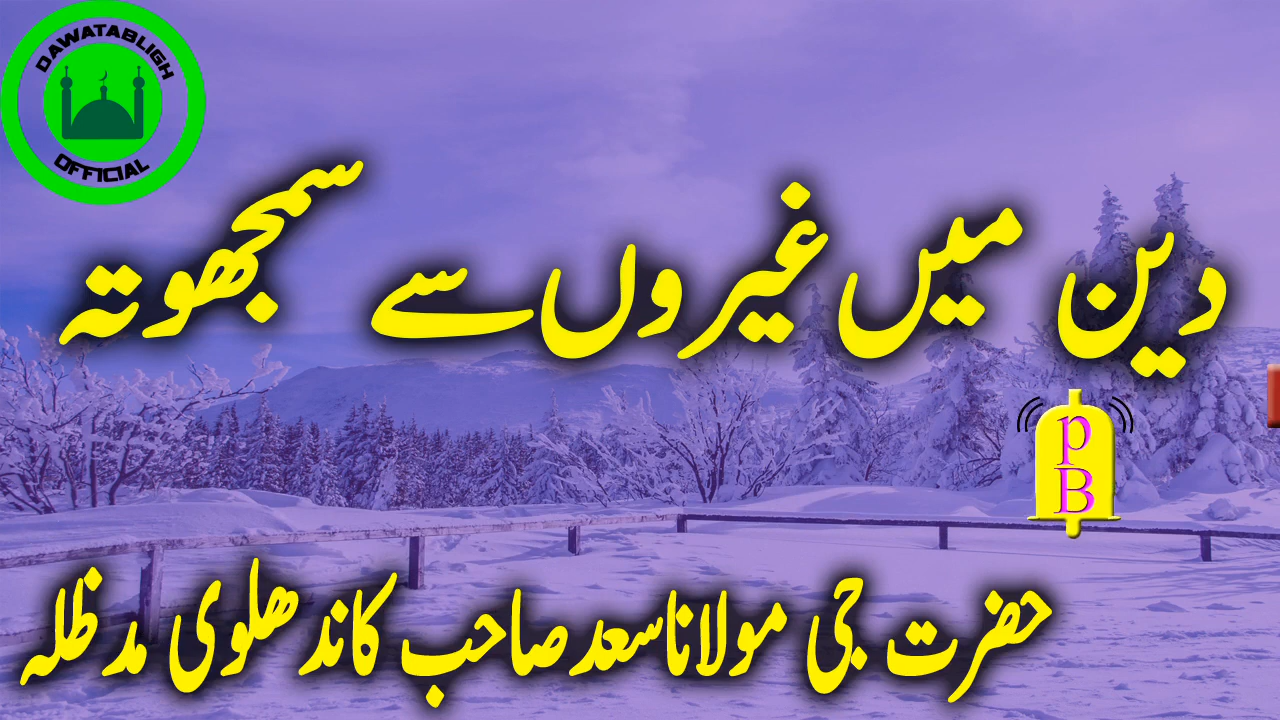 DAWATABLIGH
OFFICIAL
دین میں غیروں سے سمجھوتہ
pB
حضرت جی مولانا سعد صاحب کاندھلوی مدظلہ